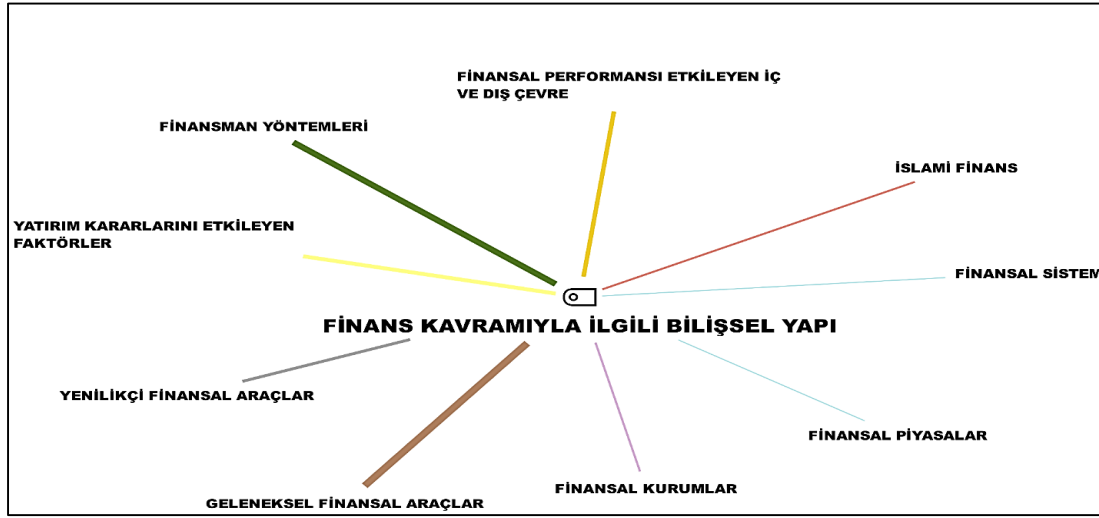 FİNANSAL PERFORMANSI ETKİLEYEN İÇ
VE DIŞ ÇEVRE
FİNANSMAN YÖNTEMLERİ
İSLAMİ FİNANS
YATIRIM KARARLARINI ETKİLEYEN
FAKTÖRLER
FİNANSAL SİSTEM
FİNANS KAVRAMIYLA İLGİLİ BİLİŞSEL YAPI
YENİLİKÇİ FİNANSAL ARAÇLAR
FİNANSAL PİYASALAR
FİNANSAL KURUMLAR
GELENEKSEL FİNANSAL ARAÇLAR